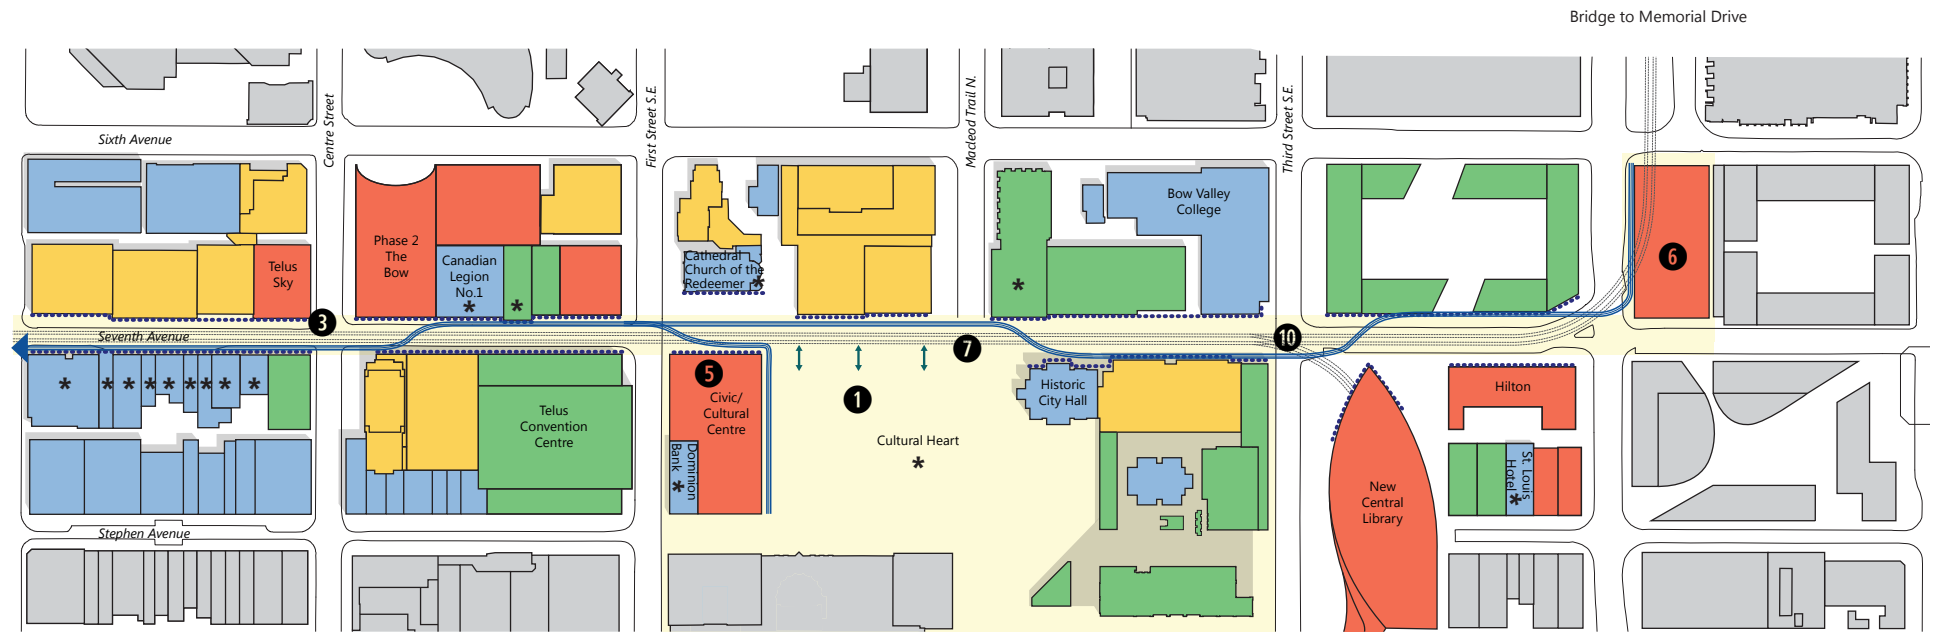 Bridge to Memorial Drive
Centre Street
First Street S.E.
Macleod Trail N.
Third Street S.E.
Sixth Avenue
Phase 2
The
Bow
Telus
Sky
Canadian
Legion
No.1
*
*
Cathedral
Church of the
Redeemer
*
*
Bow Valley
College
6
3
Seventh Avenue
7
10
* * * * * * * * *
5
Civic/
Cultural
Centre
1
Historic
City Hall
Hilton
Telus
Convention
Centre
Cultural Heart
*
Dominion
Bank
*
St. Louis
Hotel
*
New
Central
Library
Stephen Avenue